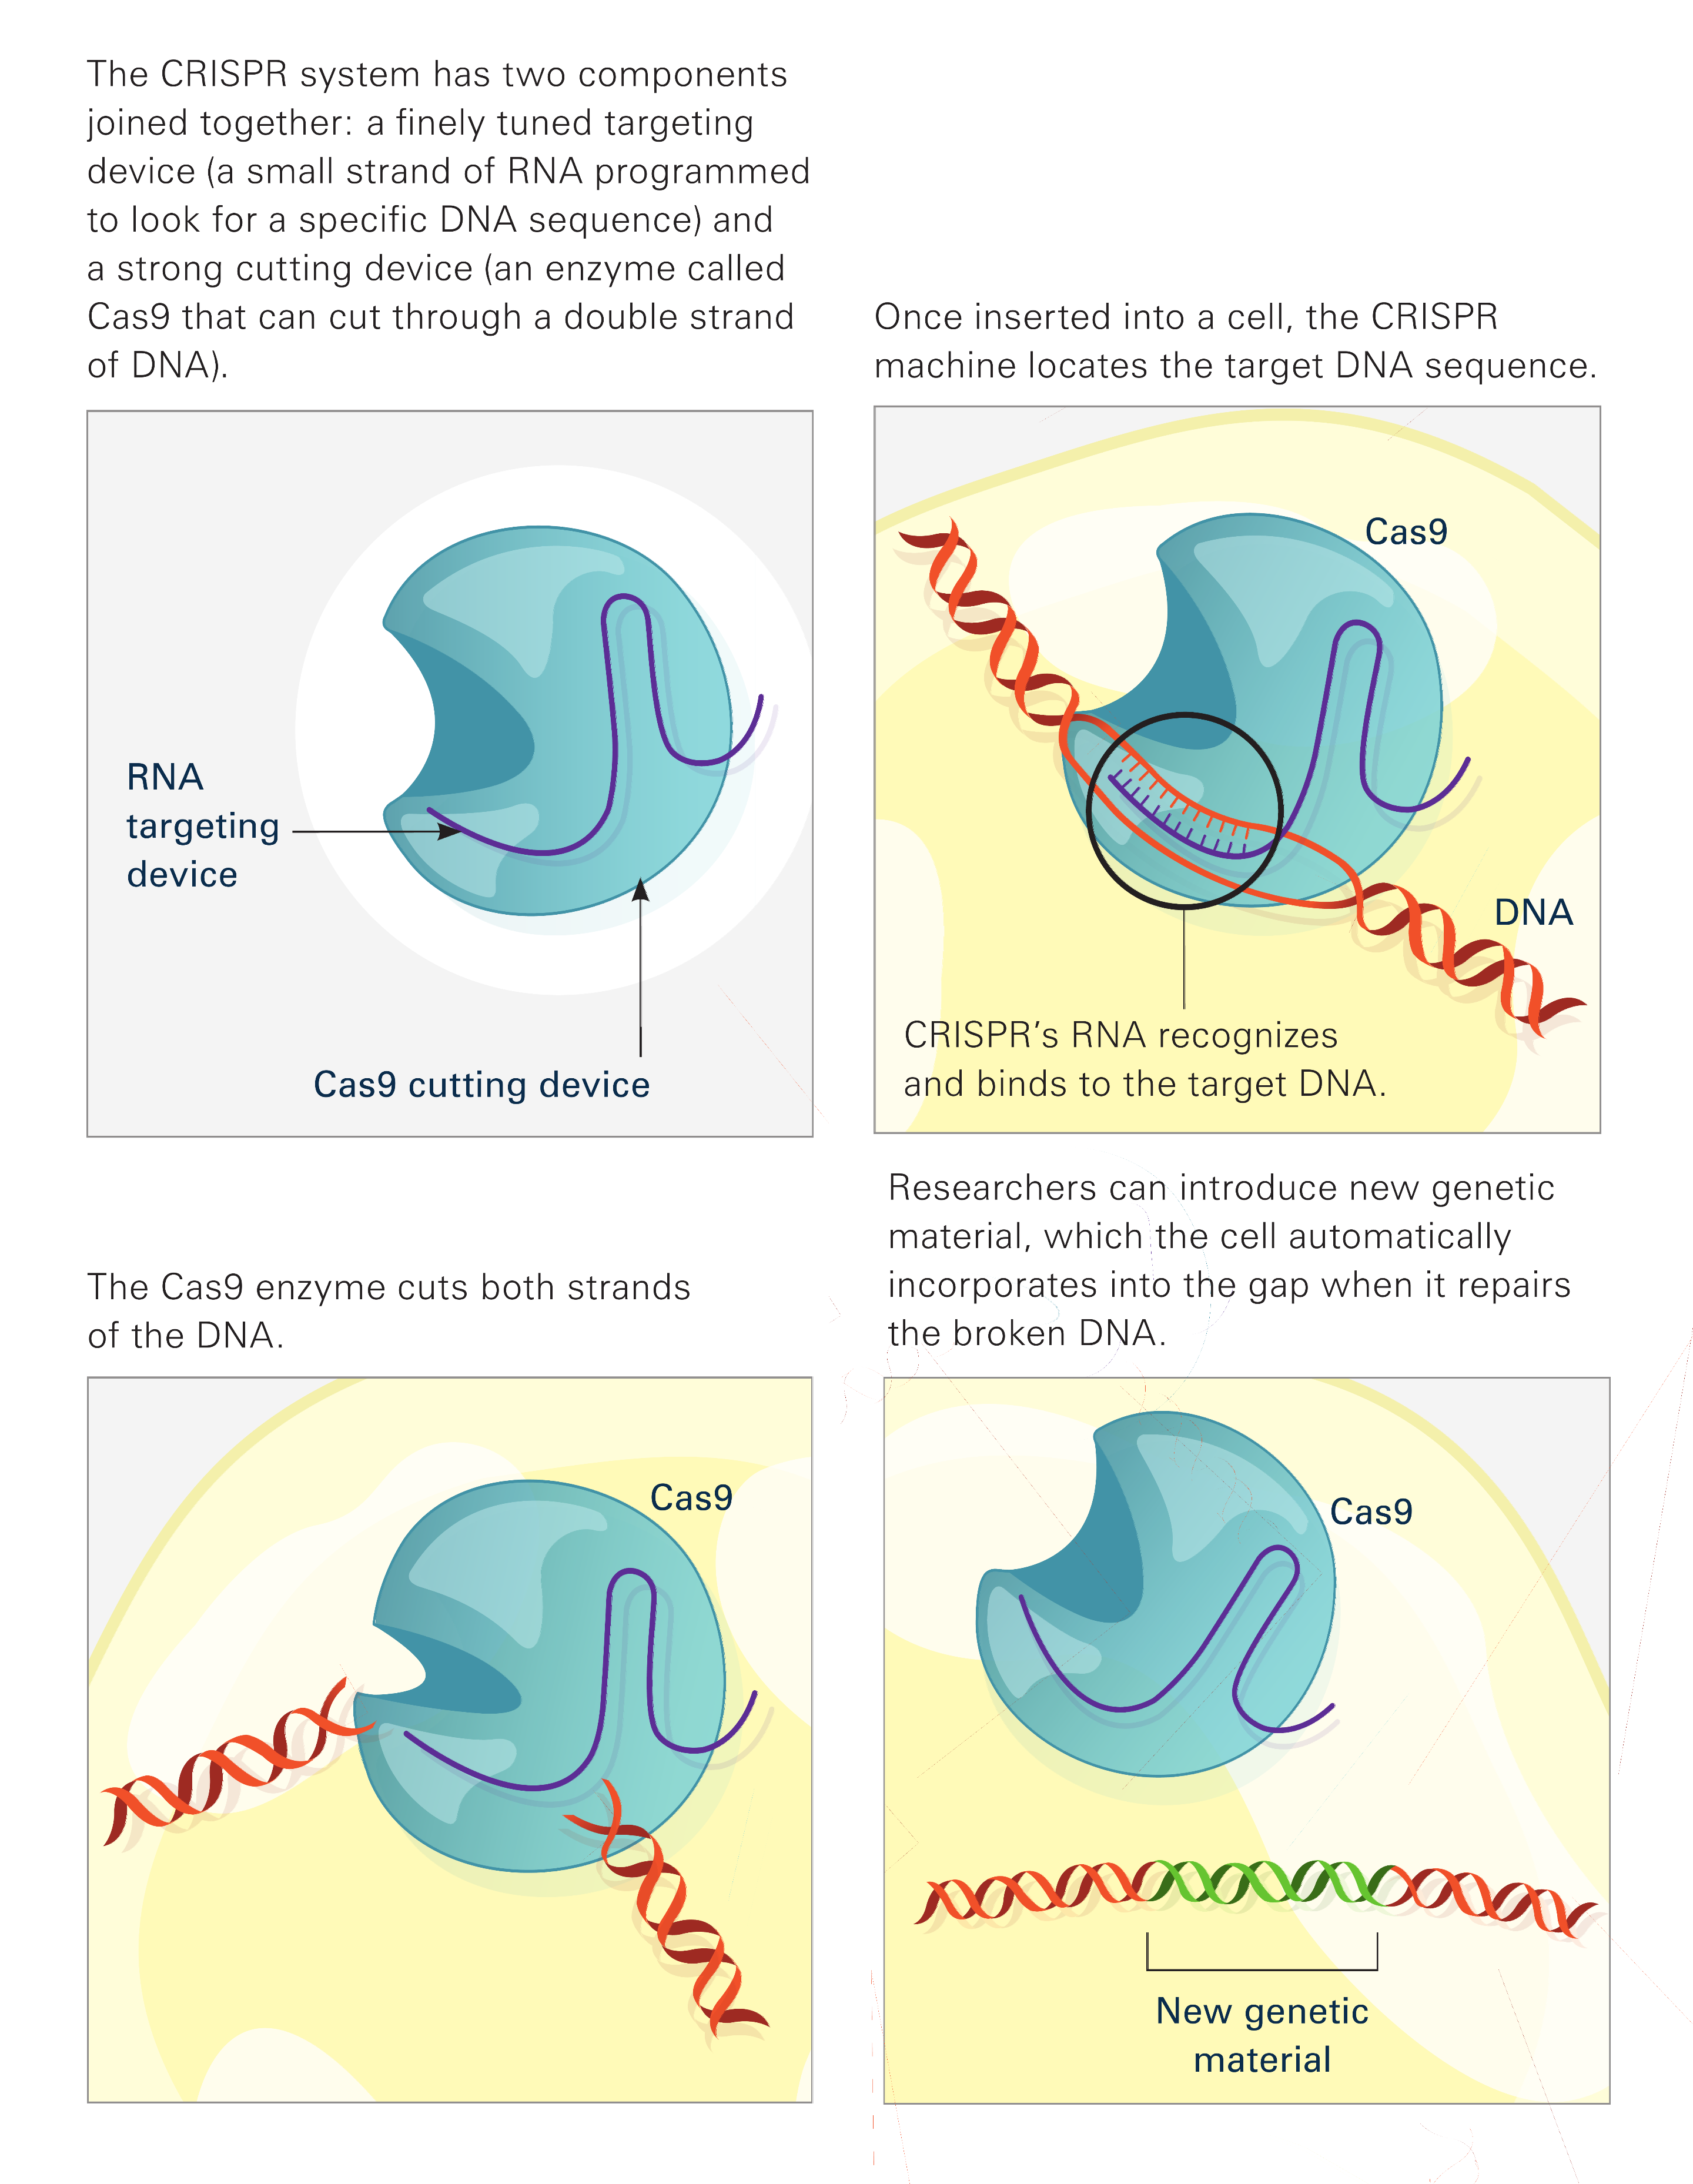 The CRISPR system has two components
joined together: a finely tuned targeting
device (a small strand of RNA programmed
to look for a specific DNA sequence) and
a strong cutting device (an enzyme called
Cas9 that can cut through a double strand
of DNA).
RNA
targeting
device
Cas9 cutting device
Once inserted into a cell, the CRISPR
machine locates the target DNA sequence.
Cas9
DNA
CRISPR’s RNA recognizes
and binds to the target DNA.
The Cas9 enzyme cuts both strands
of the DNA.
Cas9
Researchers can introduce new genetic
material, which the cell automatically
incorporates into the gap when it repairs
the broken DNA.
Cas9
New genetic
material